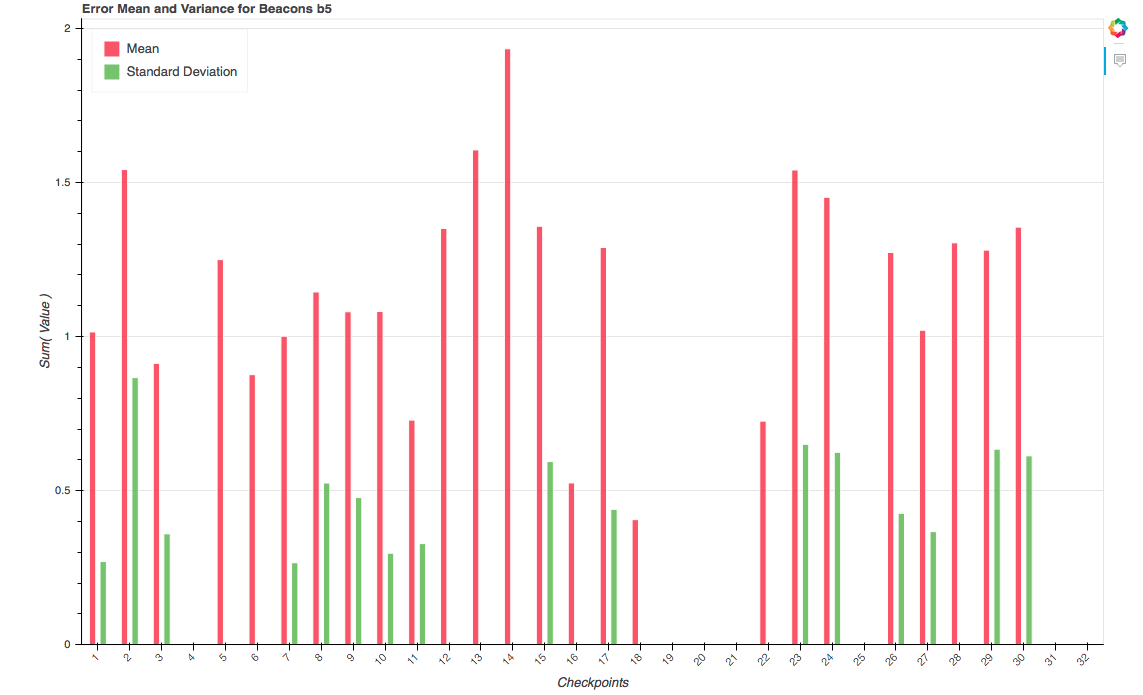 Error Mean and Variance for Beacons b5
Mean
Standard Deviation
2
1.5
1
0.5
0
Sum( Value )
1 2 3 4 5 6 7 8 9 10 11 12 13 14 15 16 17 18 19 20 21 22 23 24 25 26 27 28 29 30 31 32
Checkpoints